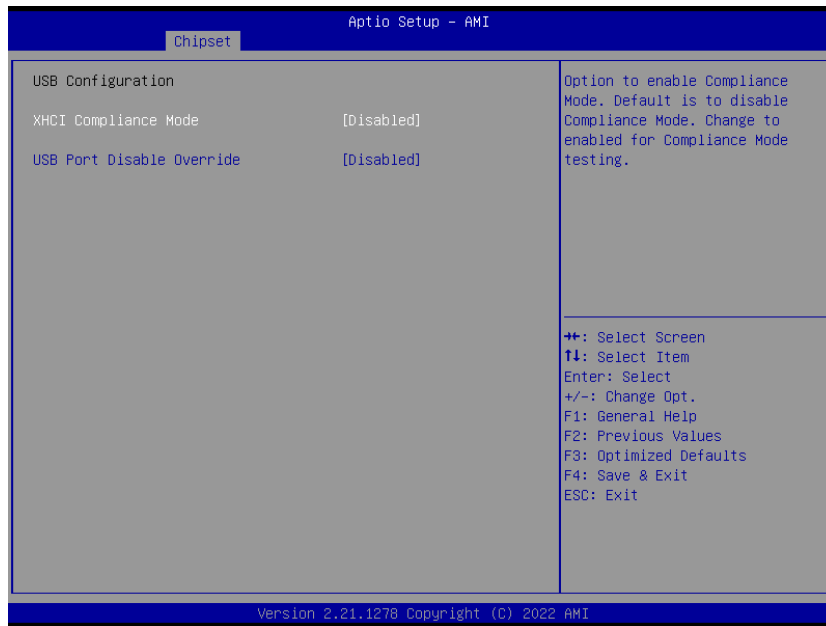 Aptio Setup – AMI
Chipset
USB Configuration
XHCI Compliance Mode [Disabled]
USB Port Disable Override [Disabled]
Option to enable Compliance
Mode. Default is to disable
Compliance Mode. Change to
enabled for Compliance Mode
testing.
→←: Select Screen
↑↓: Select Item
Enter: Select
+/-: Change Opt.
F1: General Help
F2: Previous Values
F3: Optimized Defaults
F4: Save & Exit
ESC: Exit
Version 2.21.1278 Copyright (C) 2022 AMI